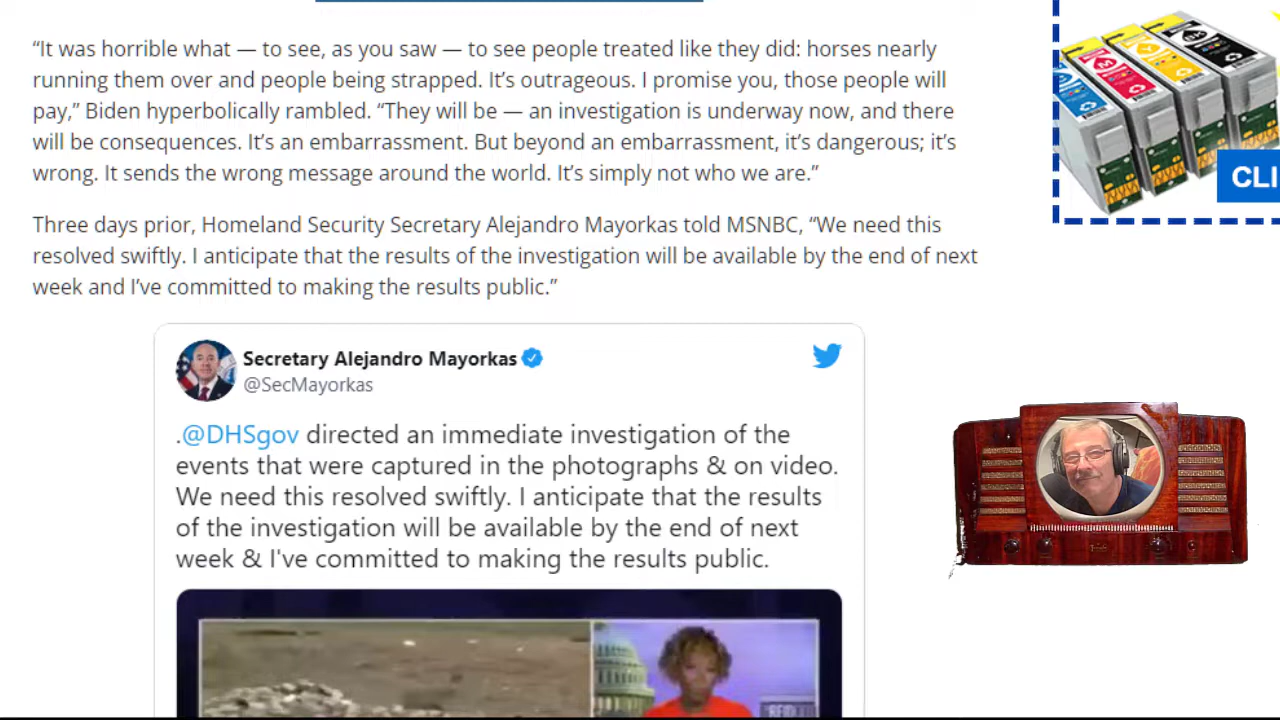 “It was horrible what — to see, as you saw — to see people treated like they did: horses nearly
running them over and people being strapped. It’s outrageous. I promise you, those people will
pay,” Biden hyperbolically rambled. “They will be — an investigation is underway now, and there
will be consequences. It’s an embarrassment. But beyond an embarrassment, it’s dangerous; it’s
wrong. It sends the wrong message around the world. It’s simply not who we are.”
Three days prior, Homeland Security Secretary Alejandro Mayorkas told MSNBC, “We need this
resolved swiftly. I anticipate that the results of the investigation will be available by the end of next
week and I’ve committed to making the results public.”
Secretary Alejandro Mayorkas
@SecMayorkas
.@DHSgov directed an immediate investigation of the
events that were captured in the photographs & on video.
We need this resolved swiftly. I anticipate that the results
of the investigation will be available by the end of next
week & I've committed to making the results public.
CLI